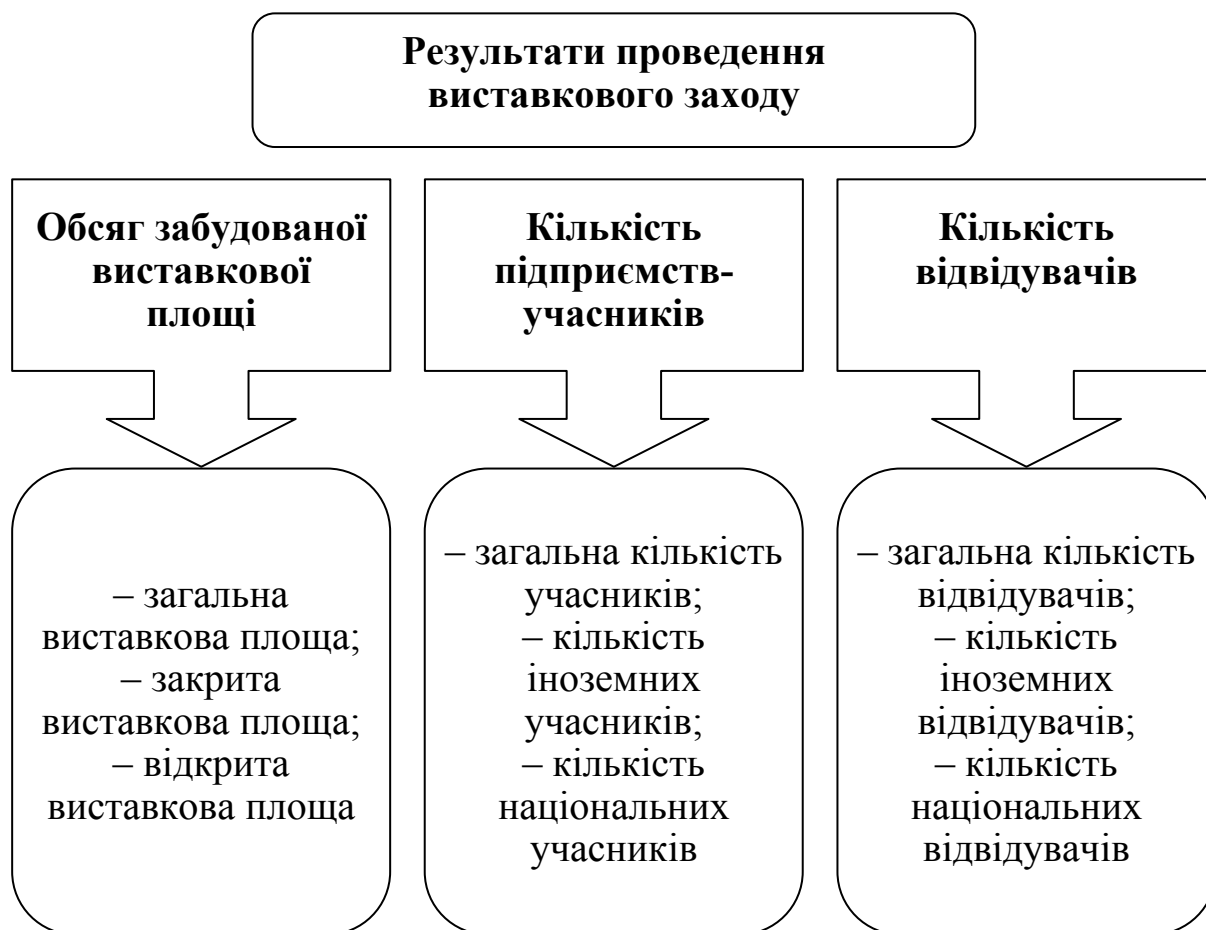 Результати проведення
виставкового заходу
Обсяг забудованої
виставкової
площі
Кількість
підприємств-
учасників
Кількість
відвідувачів
– загальна
виставкова площа;
– закрита
виставкова площа;
– відкрита
виставкова площа
– загальна кількість
учасників;
– кількість
іноземних
учасників;
– кількість
національних
учасників
– загальна кількість
відвідувачів;
– кількість
іноземних
відвідувачів;
– кількість
національних
відвідувачів